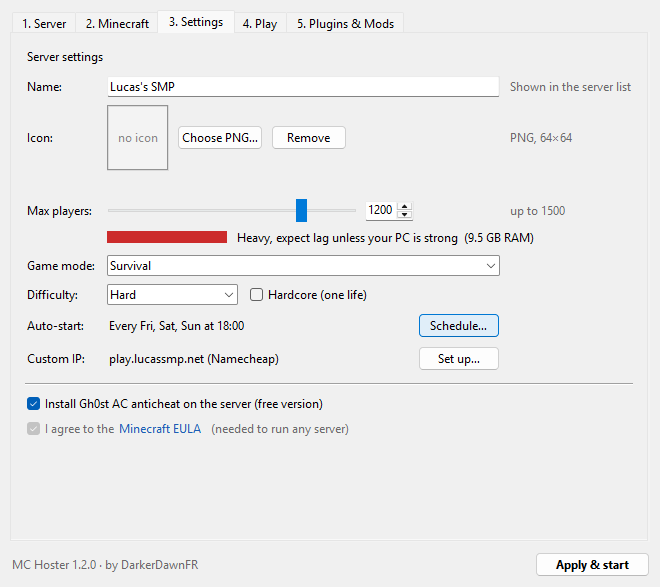 1. Server
2. Minecraft
3. Settings
4. Play
5. Plugins & Mods
Server settings
Name: Lucas's SMP Shown in the server list
Icon: no icon Choose PNG... Remove PNG, 64×64
Max players: 1200 up to 1500
Heavy, expect lag unless your PC is strong (9.5 GB RAM)
Game mode: Survival
Difficulty: Hard Hardcore (one life)
Auto-start: Every Fri, Sat, Sun at 18:00 Schedule...
Custom IP: play.lucassmp.net (Namecheap) Set up...
Install Gh0st AC anticheat on the server (free version)
I agree to the Minecraft EULA (needed to run any server)
MC Hoster 1.2.0 · by DarkerDawnFR Apply & start